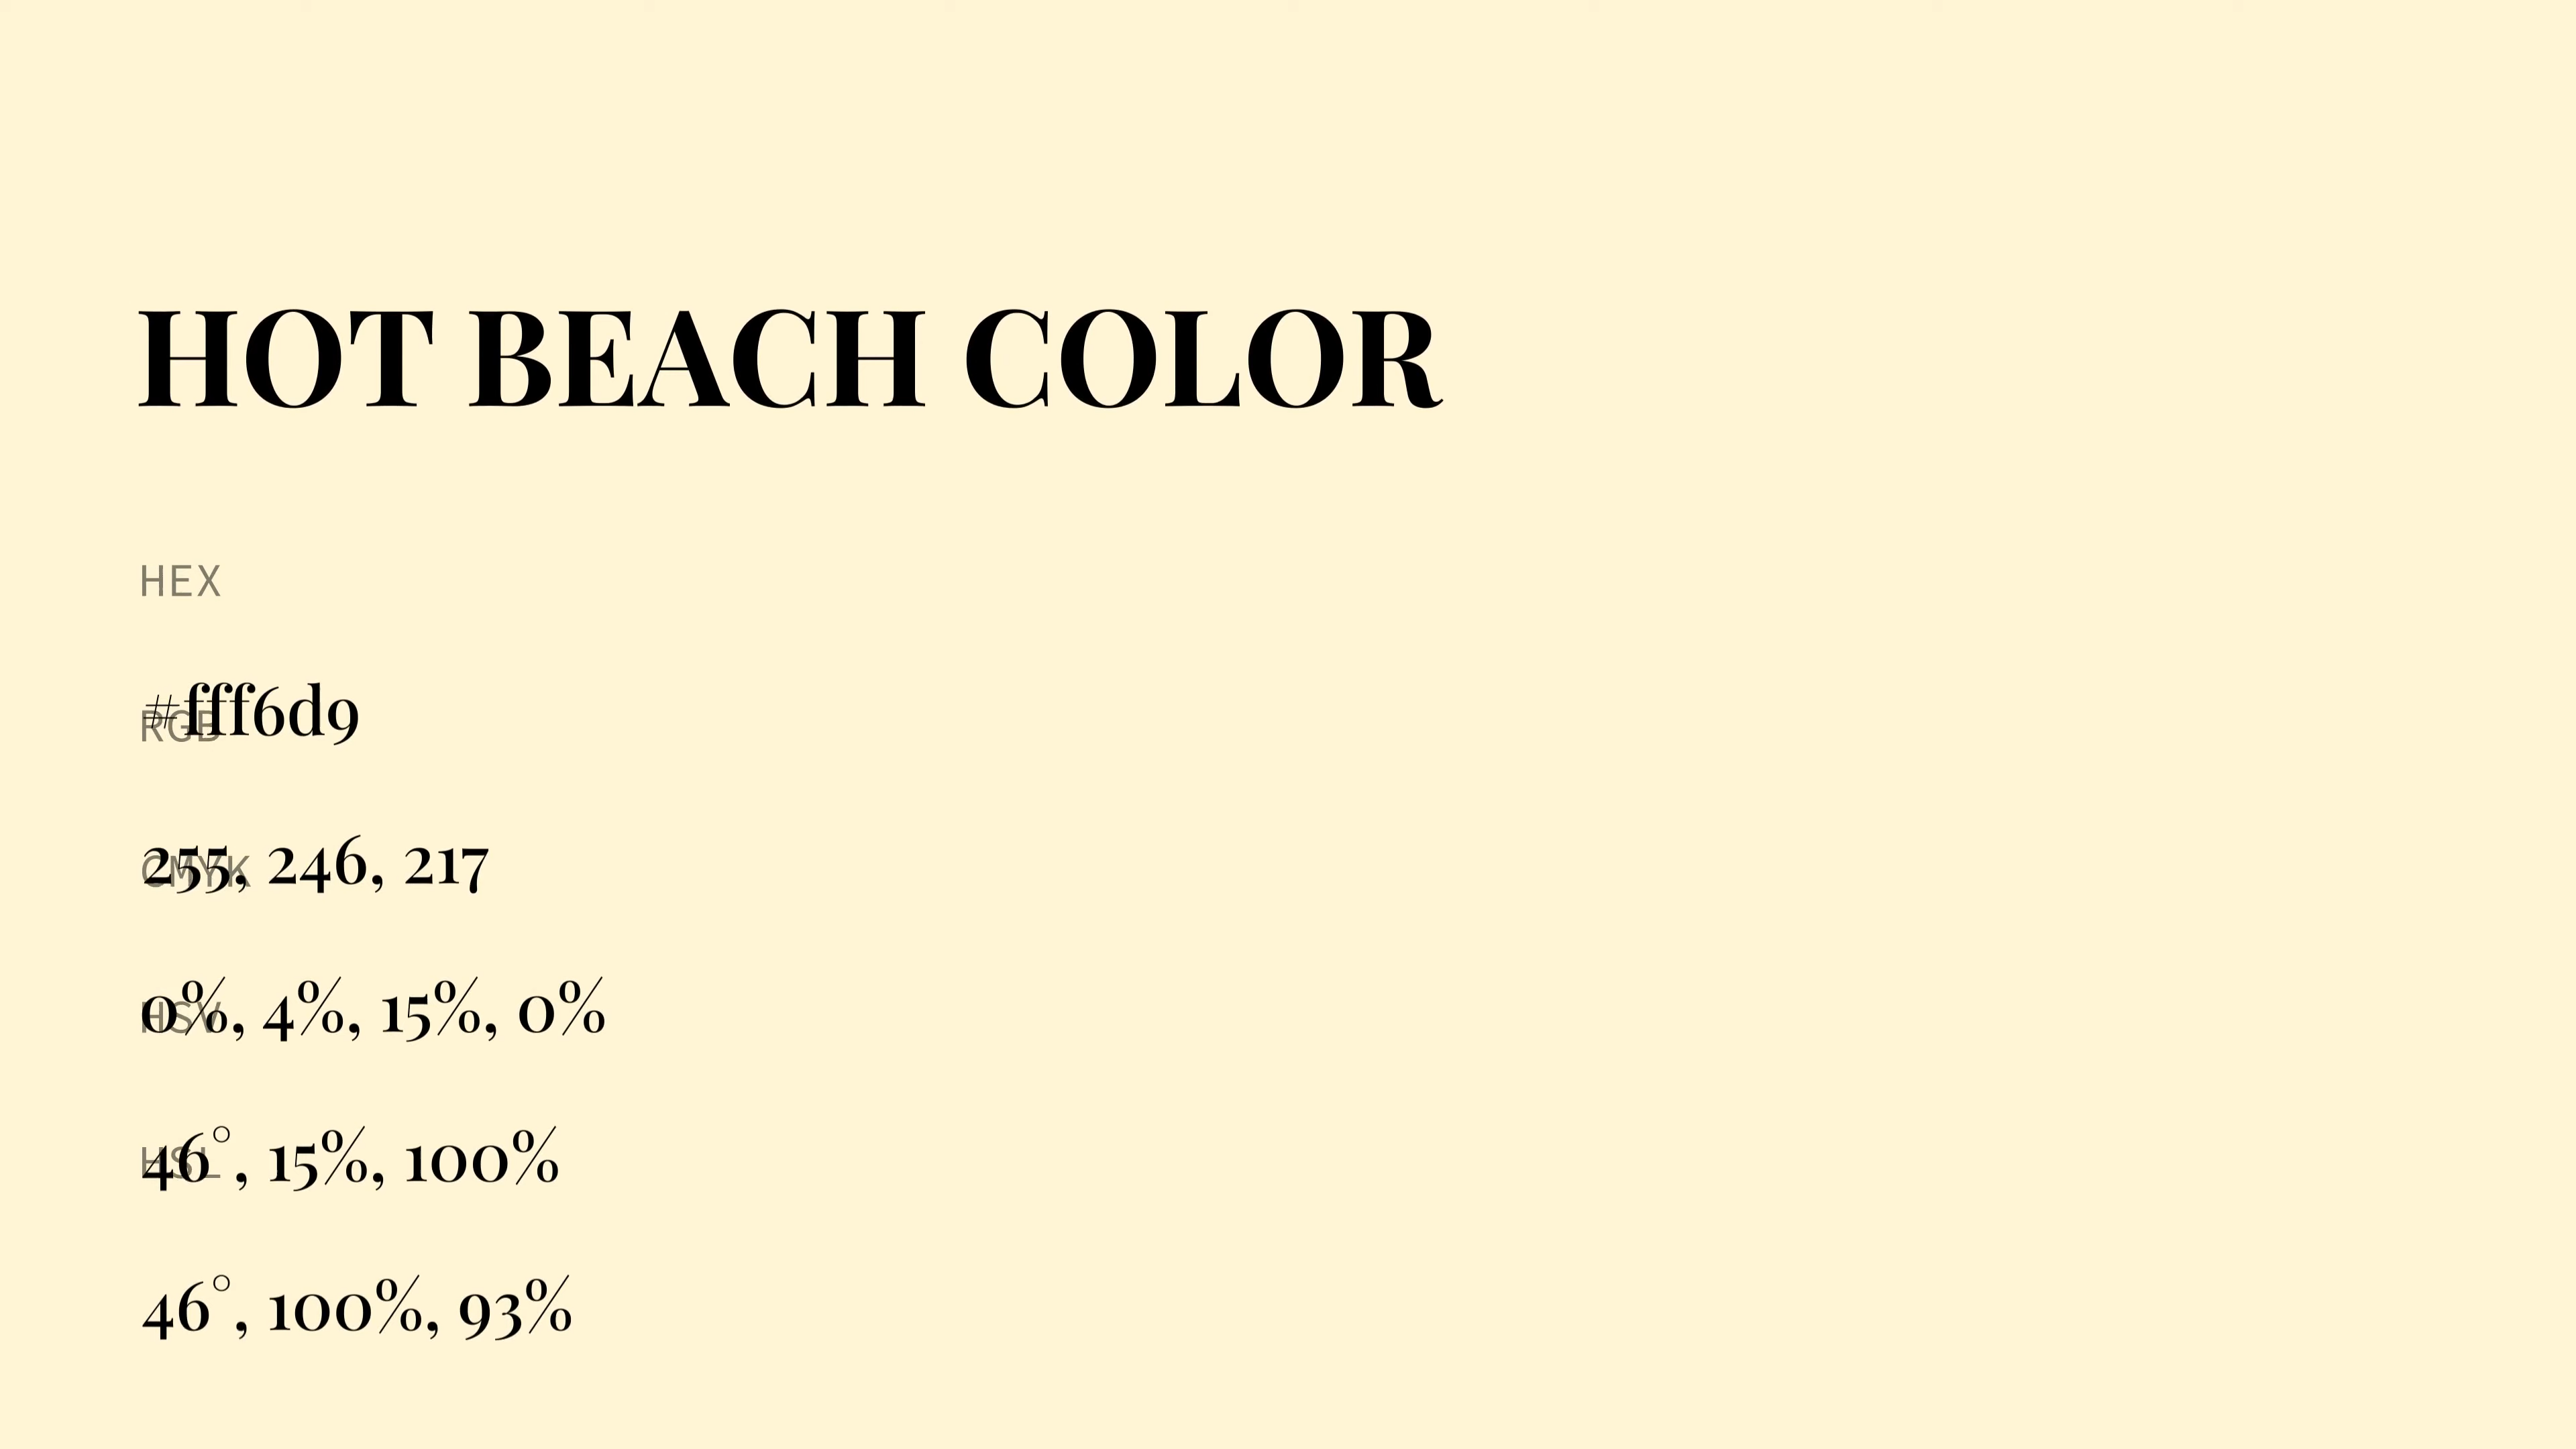 HOT BEACH COLOR
HEX
#fff6d9
RGB
255, 246, 217
CMYK
0%, 4%, 15%, 0%
HSV
46°, 15%, 100%
HSL
46°, 100%, 93%